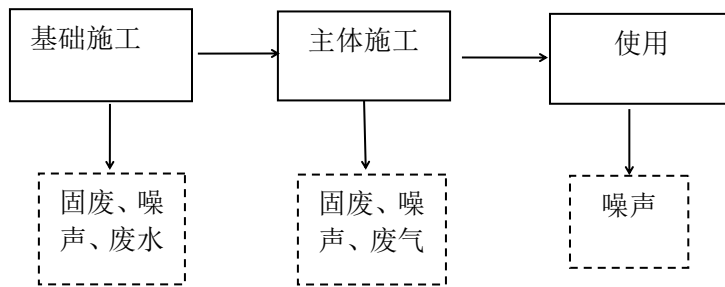 基础施工
主体施工
使用
固废、噪
声、废水
固废、噪
声、废气
噪声